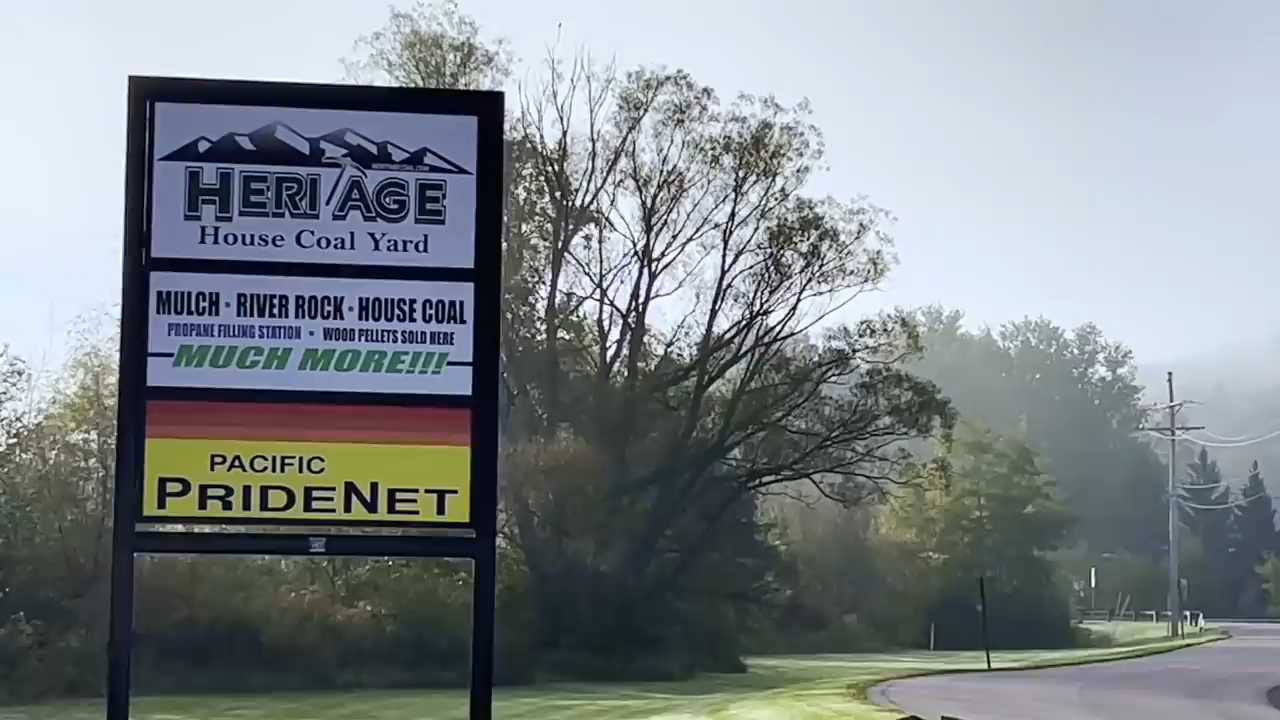 HERITAGE
House Coal Yard
MULCH • RIVER ROCK • HOUSE COAL
PROPANE FILLING STATION • WOOD PELLETS SOLD HERE
MUCH MORE!!!
PACIFIC
PRIDENET